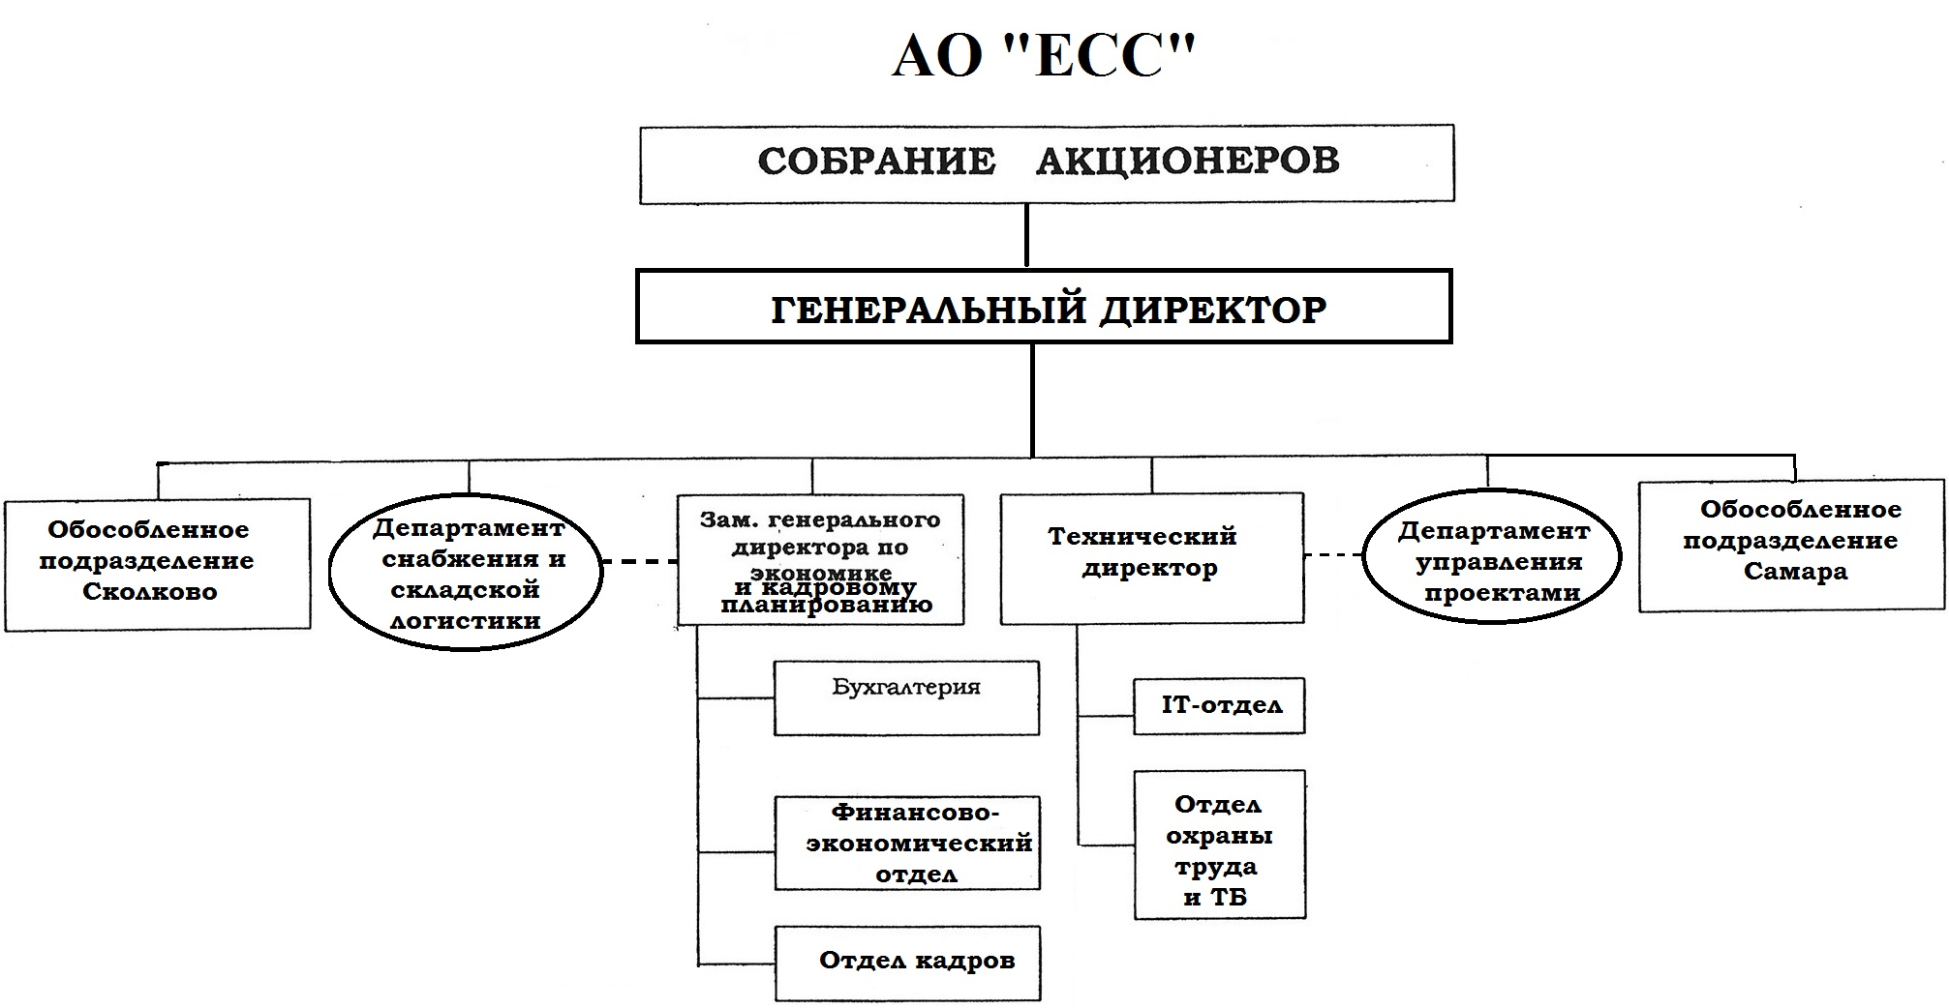 АО "ЕСС"
СОБРАНИЕ АКЦИОНЕРОВ
ГЕНЕРАЛЬНЫЙ ДИРЕКТОР
Обособленное
подразделение
Сколково
Департамент
снабжения и
складской
логистики
Зам. генерального
директора по
экономике
и кадровому
планированию
Технический
директор
Департамент
управления
проектами
Обособленное
подразделение
Самара
Бухгалтерия
Финансово-
экономический
отдел
Отдел кадров
IT-отдел
Отдел
охраны
труда
и ТБ